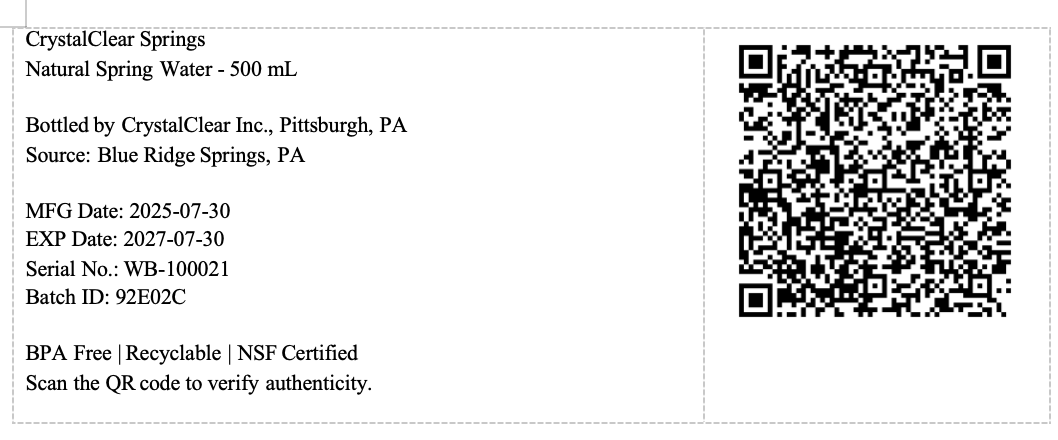 CrystalClear Springs
Natural Spring Water - 500 mL
Bottled by CrystalClear Inc., Pittsburgh, PA
Source: Blue Ridge Springs, PA
MFG Date: 2025-07-30
EXP Date: 2027-07-30
Serial No.: WB-100021
Batch ID: 92E02C
BPA Free | Recyclable | NSF Certified
Scan the QR code to verify authenticity.